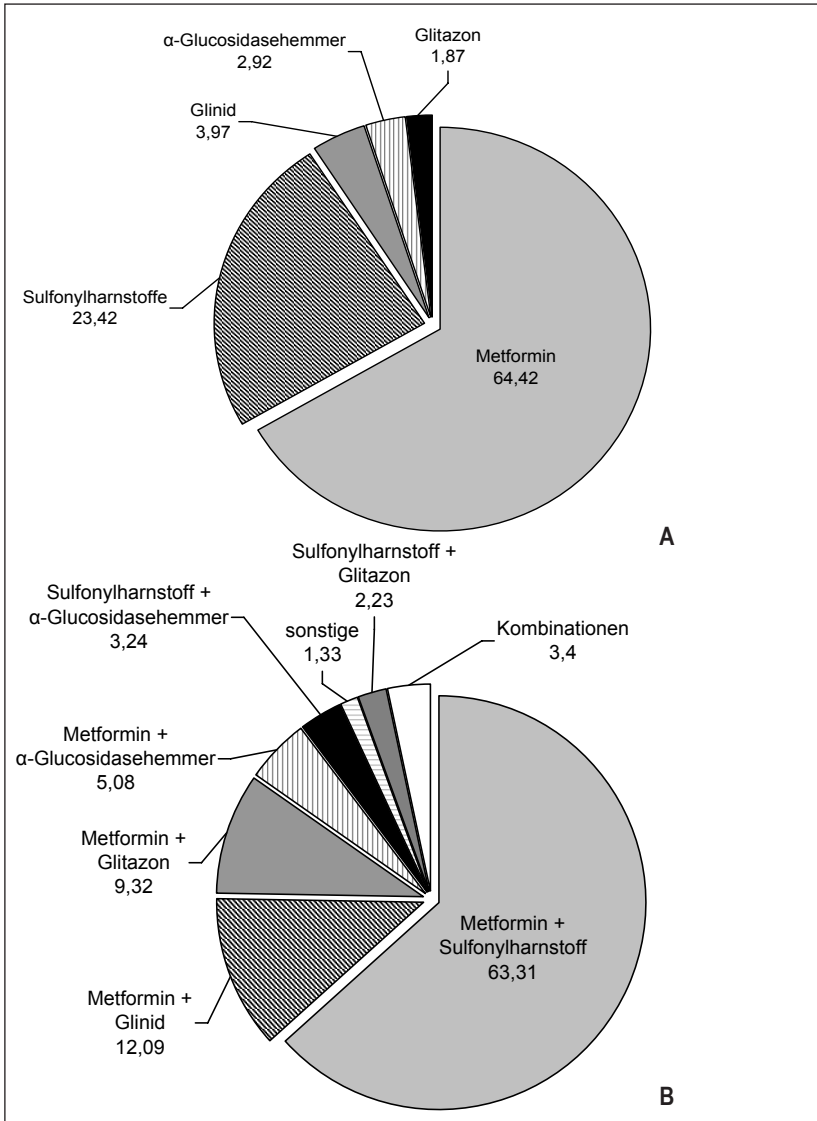 α-Glucosidasehemmer
2,92
Glitazon
1,87
Glinid
3,97
Sulfonylharnstoffe
23,42
Metformin
64,42
A
Sulfonylharnstoff +
Glitazon
2,23
Sulfonylharnstoff +
α-Glucosidasehemmer
3,24
sonstige
1,33
Kombinationen
3,4
Metformin +
α-Glucosidasehemmer
5,08
Metformin +
Glitazon
9,32
Metformin +
Sulfonylharnstoff
63,31
Metformin +
Glinid
12,09
B